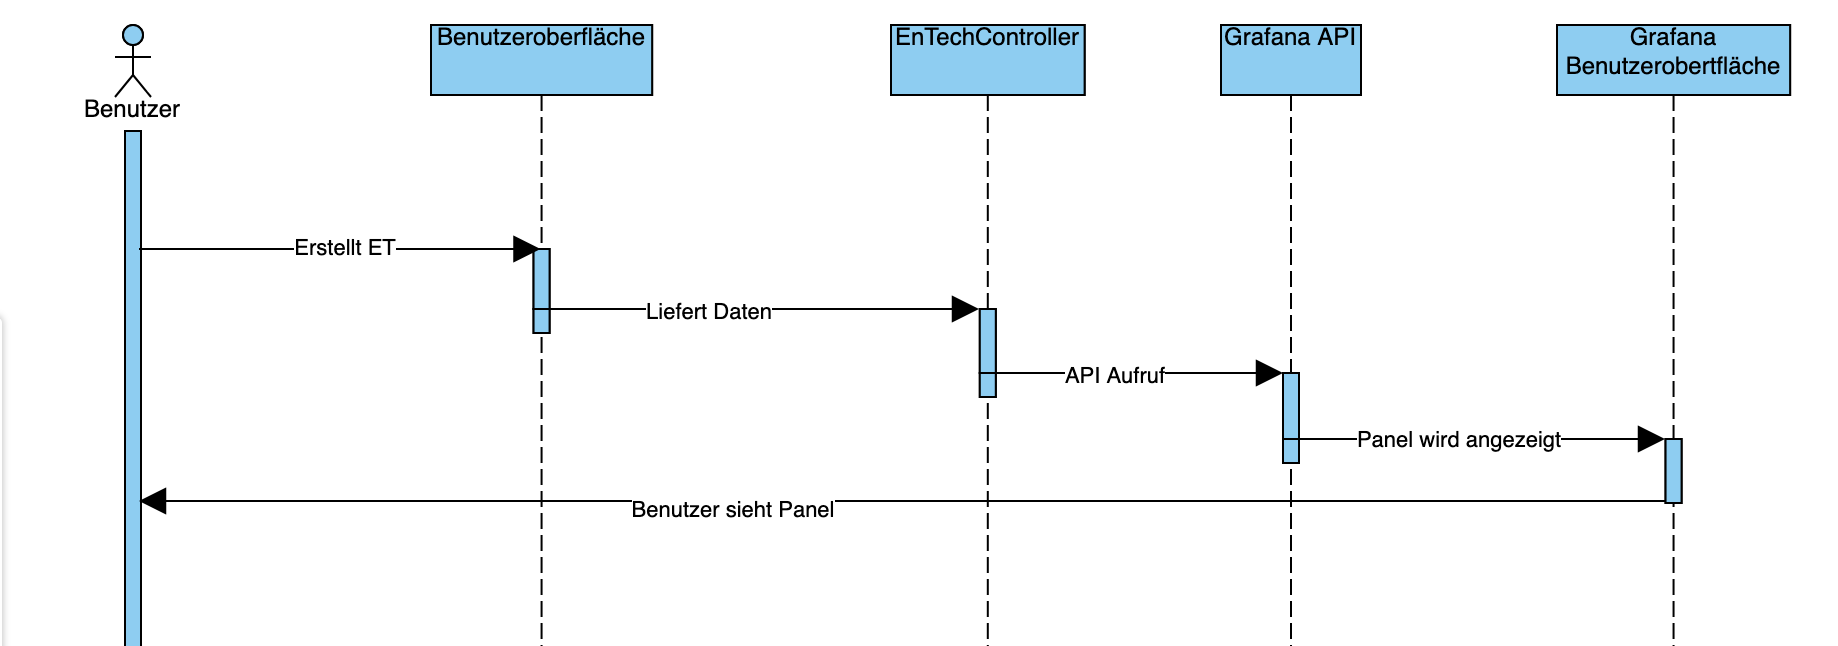 Benutzer
Benutzeroberfläche
EnTechController
Grafana API
Grafana
Benutzerobertfläche
Erstellt ET
Liefert Daten
API Aufruf
Panel wird angezeigt
Benutzer sieht Panel